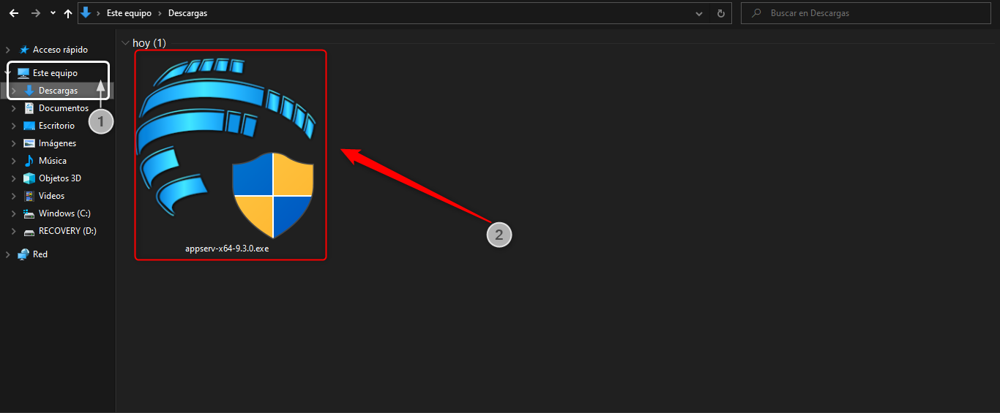 Este equipo > Descargas
Buscar en Descargas
Acceso rápido
Este equipo
Descargas
Documentos
Escritorio
Imágenes
Música
Objetos 3D
Videos
Windows (C:)
RECOVERY (D:)
Red
1
hoy (1)
appserv-x64-9.3.0.exe
2